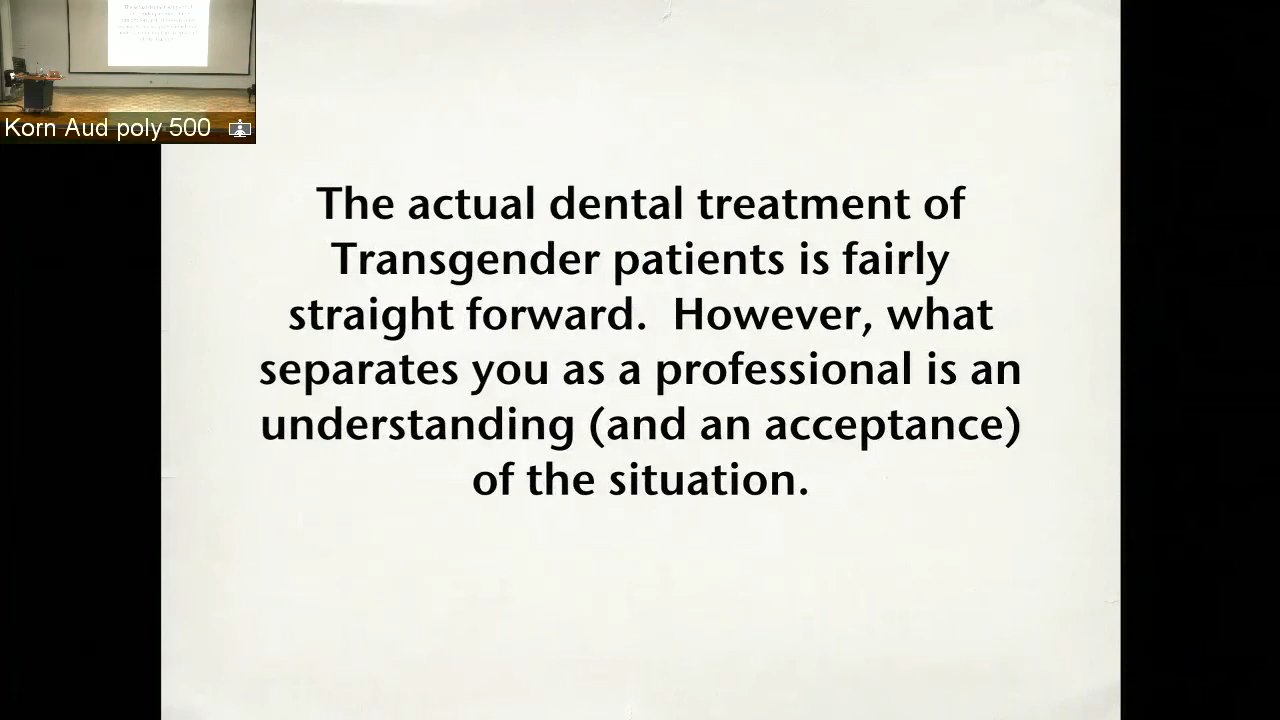 Korn Aud poly 500
The actual dental treatment of
Transgender patients is fairly
straight forward.  However, what
separates you as a professional is an
understanding (and an acceptance)
of the situation.